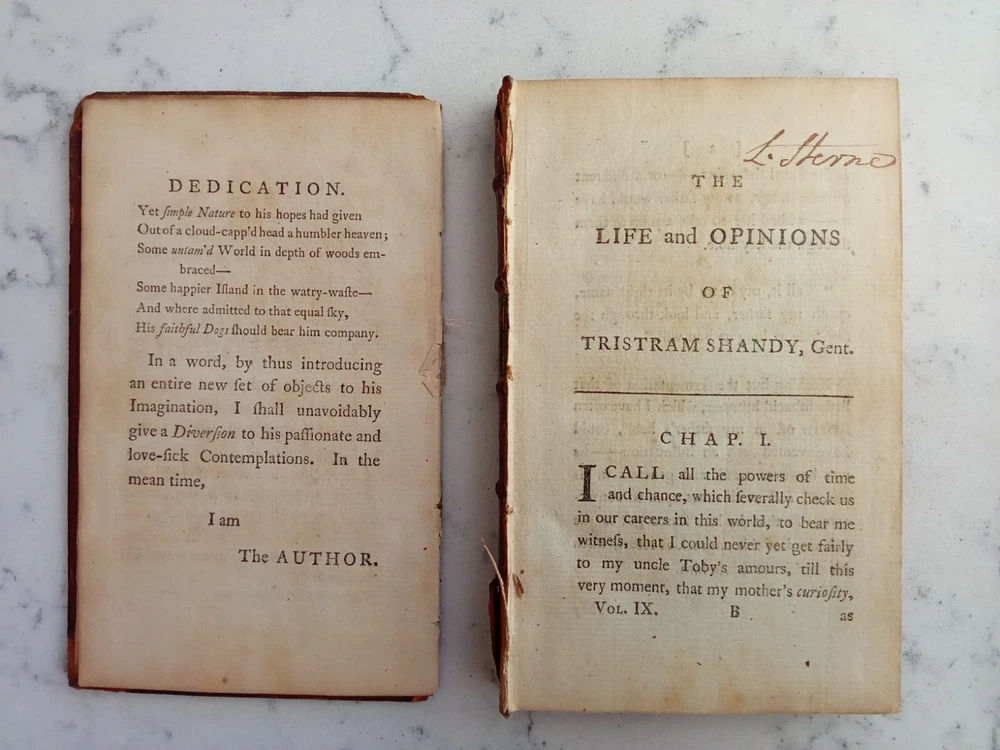 DEDICATION.
Yet ſimple Nature to his hopes had given
Out of a cloud-capp'd head a humbler heaven;
Some untam'd World in depth of woods em-
braced—
Some happier Iſland in the watry-waſte—
And where admitted to that equal ſky,
His faithful Dogs ſhould bear him company.
In a word, by thus introducing
an entire new ſet of objects to his
Imagination, I ſhall unavoidably
give a Diverſion to his paſſionate and
love-ſick Contemplations. In the
mean time,
I am
The AUTHOR.
L. Sterne
THE
LIFE and OPINIONS
OF
TRISTRAM SHANDY, Gent.
CHAP. I.
I CALL all the powers of time
and chance, which ſeverally check us
in our careers in this world, to bear me
witneſs, that I could never yet get fairly
to my uncle Toby's amours, till this
very moment, that my mother's curioſity,
VOL. IX. B as